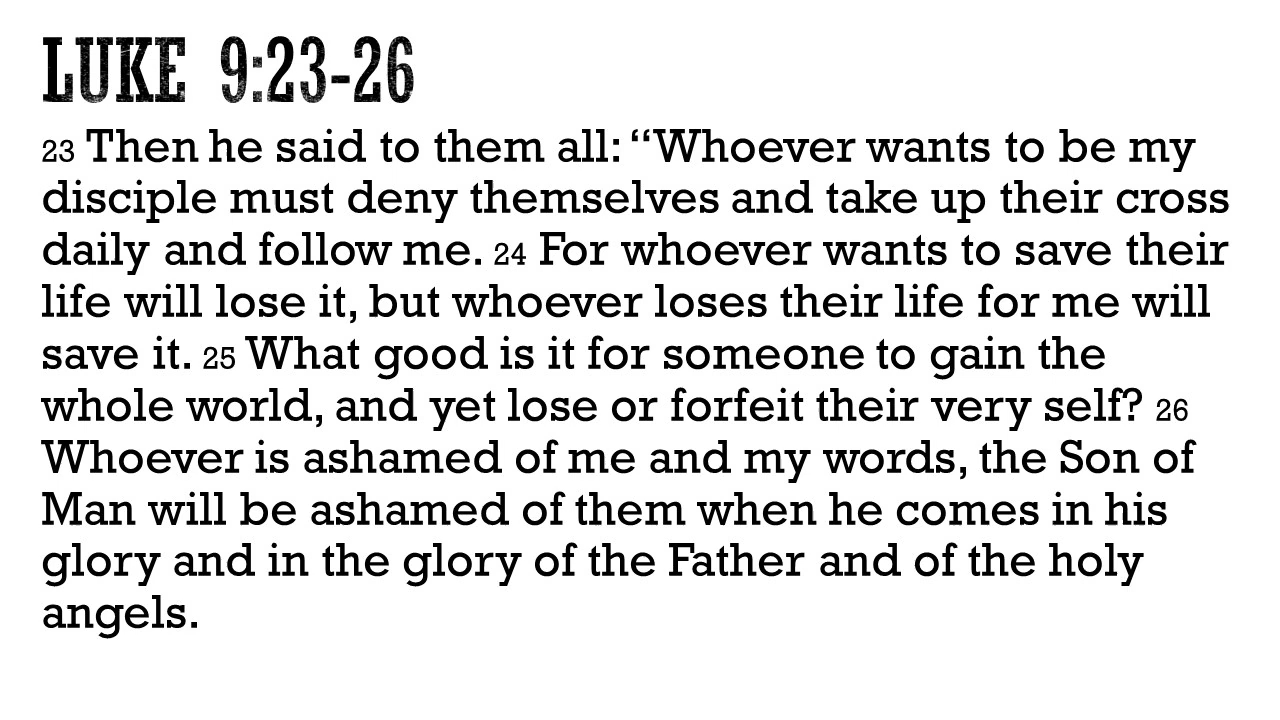 LUKE 9:23-26
23 Then he said to them all: “Whoever wants to be my
disciple must deny themselves and take up their cross
daily and follow me. 24 For whoever wants to save their
life will lose it, but whoever loses their life for me will
save it. 25 What good is it for someone to gain the
whole world, and yet lose or forfeit their very self? 26
Whoever is ashamed of me and my words, the Son of
Man will be ashamed of them when he comes in his
glory and in the glory of the Father and of the holy
angels.